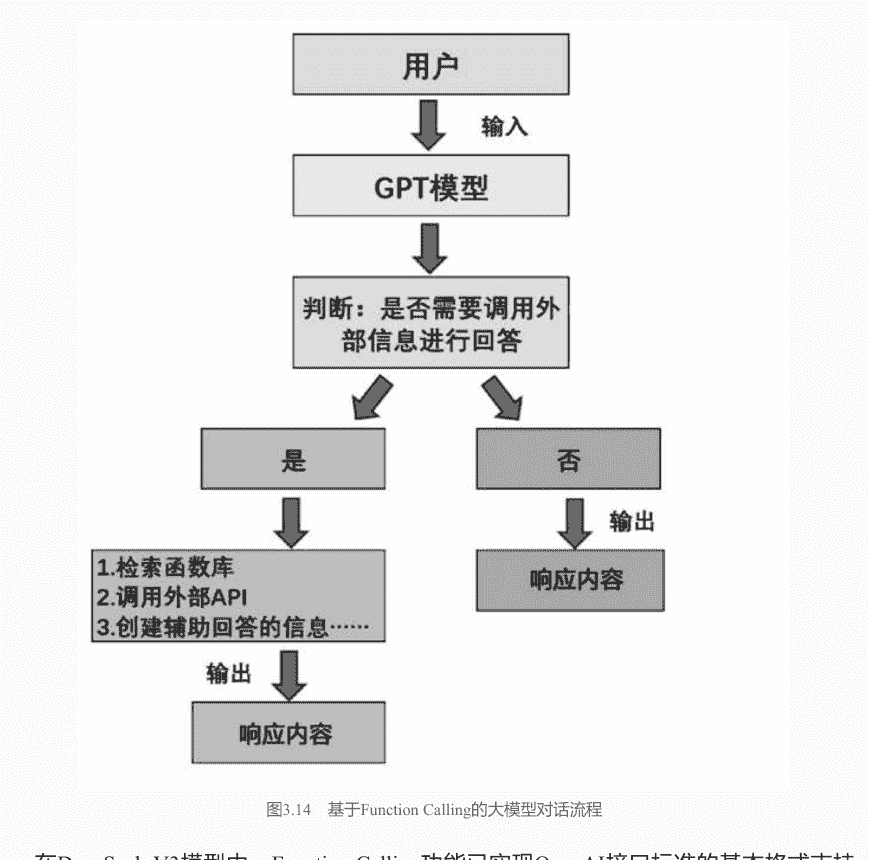 用户
输入
GPT模型
判断：是否需要调用外
部信息进行回答
是
否
输出
1.检索函数库
2.调用外部API
3.创建辅助回答的信息……
响应内容
输出
响应内容
图3.14 基于Function Calling的大模型对话流程